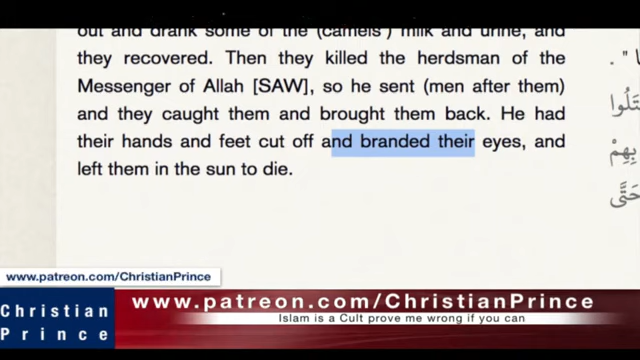 out and drank some of the (camels') milk and urine, and
they recovered. Then they killed the herdsman of the
Messenger of Allah [SAW], so he sent (men after them)
and they caught them and brought them back. He had
their hands and feet cut off and branded their eyes, and
left them in the sun to die.
بِهِمْ
حَتَّى
www.patreon.com/ChristianPrince
www.patreon.com/ChristianPrince
Christian
Prince
Islam is a Cult prove me wrong if you can